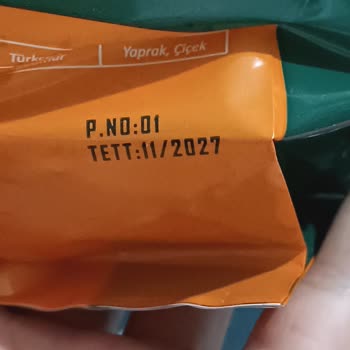 Yaprak, Çiçek
P.NO:01
TETT:11/2027